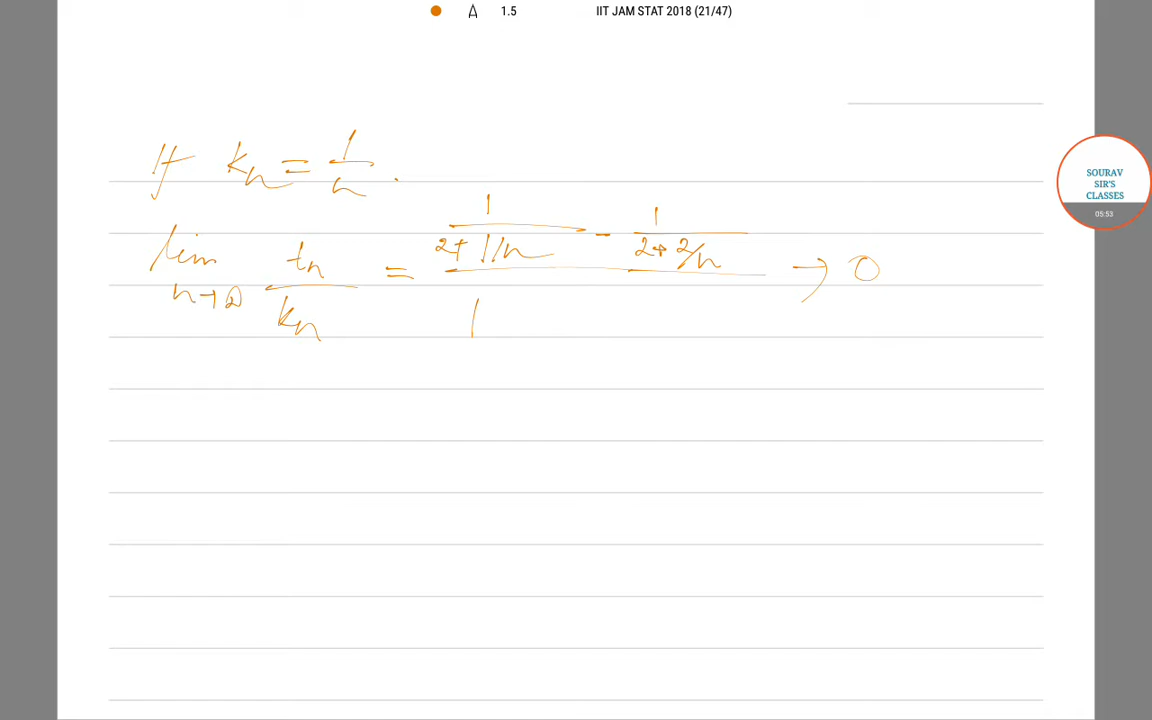 1.5 IIT JAM STAT 2018 (21/47)
SOURAV
SIR'S
CLASSES
05:53
If kn = 1/n .
lim n→∞ tn/kn = (1/(2+1/n) - 1/(2+2/n))/1 → 0